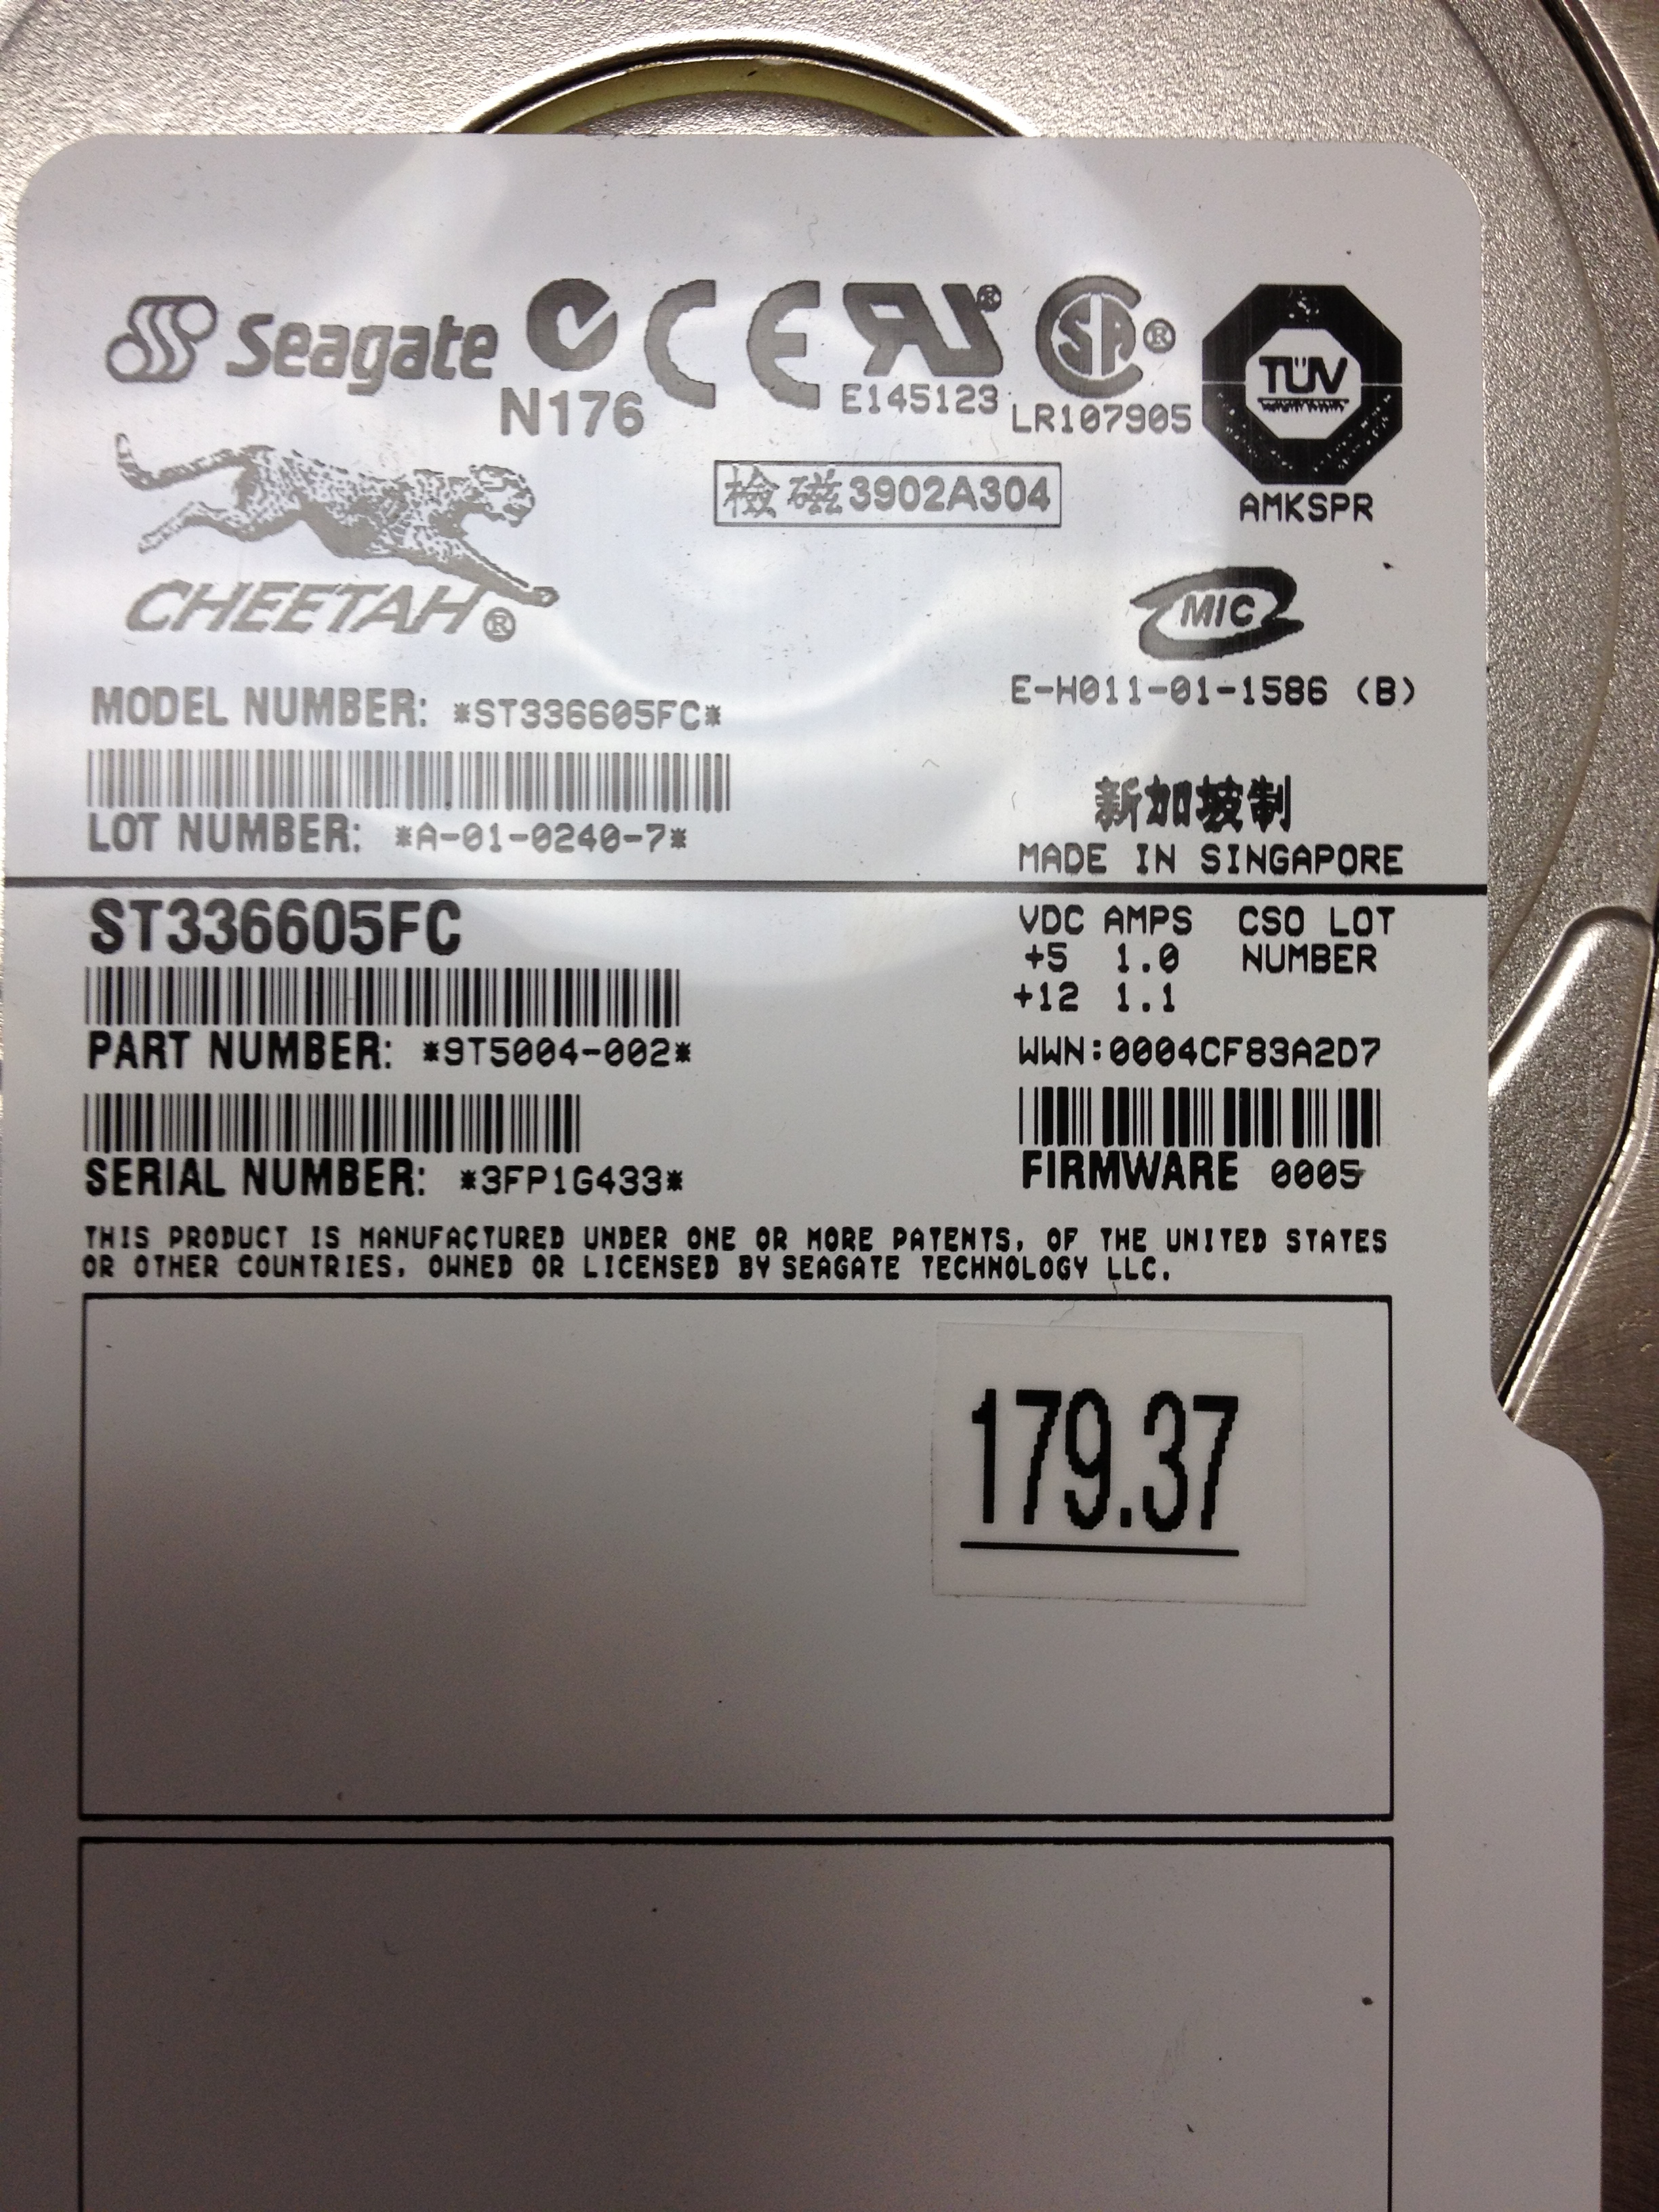 Seagate
N176
E145123
LR107905
TÜV
AMKSPR
檢磁3902A304
CHEETAH®
MIC
E-H011-01-1586 (B)
MODEL NUMBER: *ST336605FC*
LOT NUMBER: *A-01-0240-7*
新加坡制
MADE IN SINGAPORE
ST336605FC
VDC AMPS CSO LOT
+5 1.0 NUMBER
+12 1.1
PART NUMBER: *9T5004-002*
WWN:0004CF83A2D7
SERIAL NUMBER: *3FP1G433*
FIRMWARE 0005
THIS PRODUCT IS MANUFACTURED UNDER ONE OR MORE PATENTS, OF THE UNITED STATES
OR OTHER COUNTRIES, OWNED OR LICENSED BY SEAGATE TECHNOLOGY LLC.
179.37